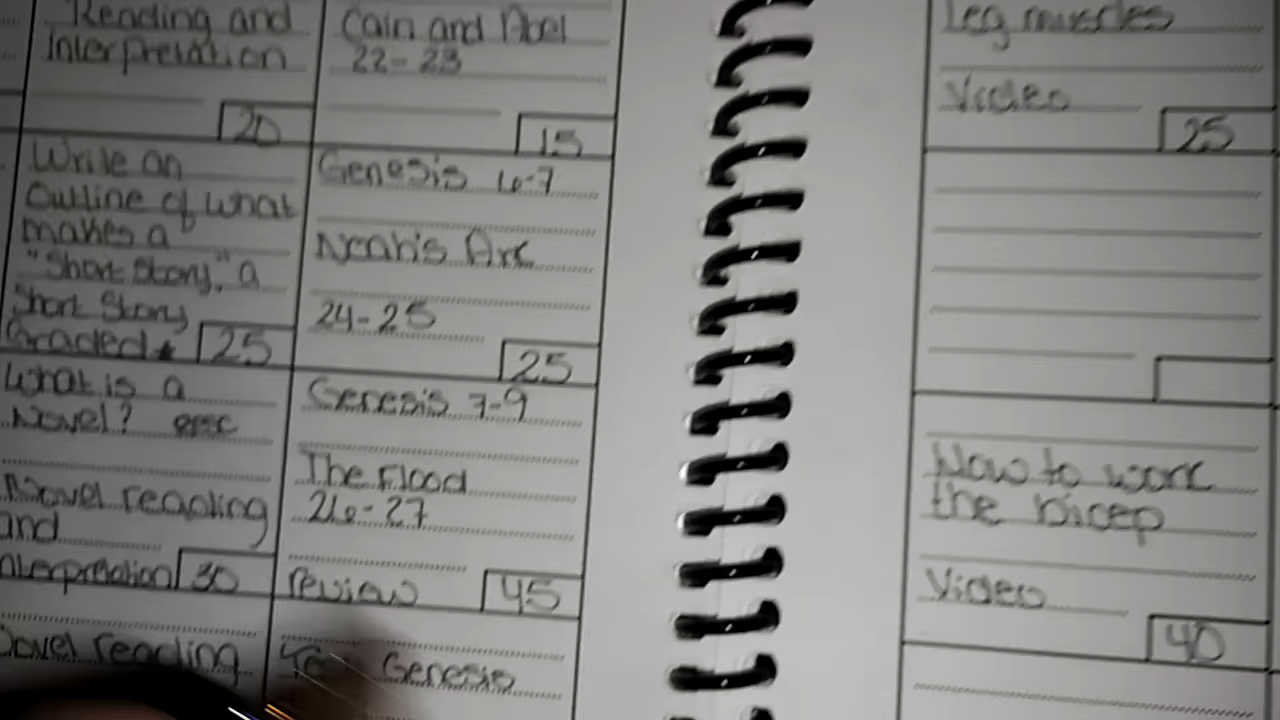 Reading and
Interpretation
20
Write an
outline of what
makes a
"Short Story," a
Short Story
Graded★ 25
What is a
Novel?
Novel reading
and
Interpretation 30
Novel reading
Cain and Abel
22-23
15
Genesis 6-7
Noah's Ark
24-25
25
Genesis 7-9
The Flood
26-27
review 45
Genesis
Leg muscles
Video
25
How to work
the bicep
Video
40